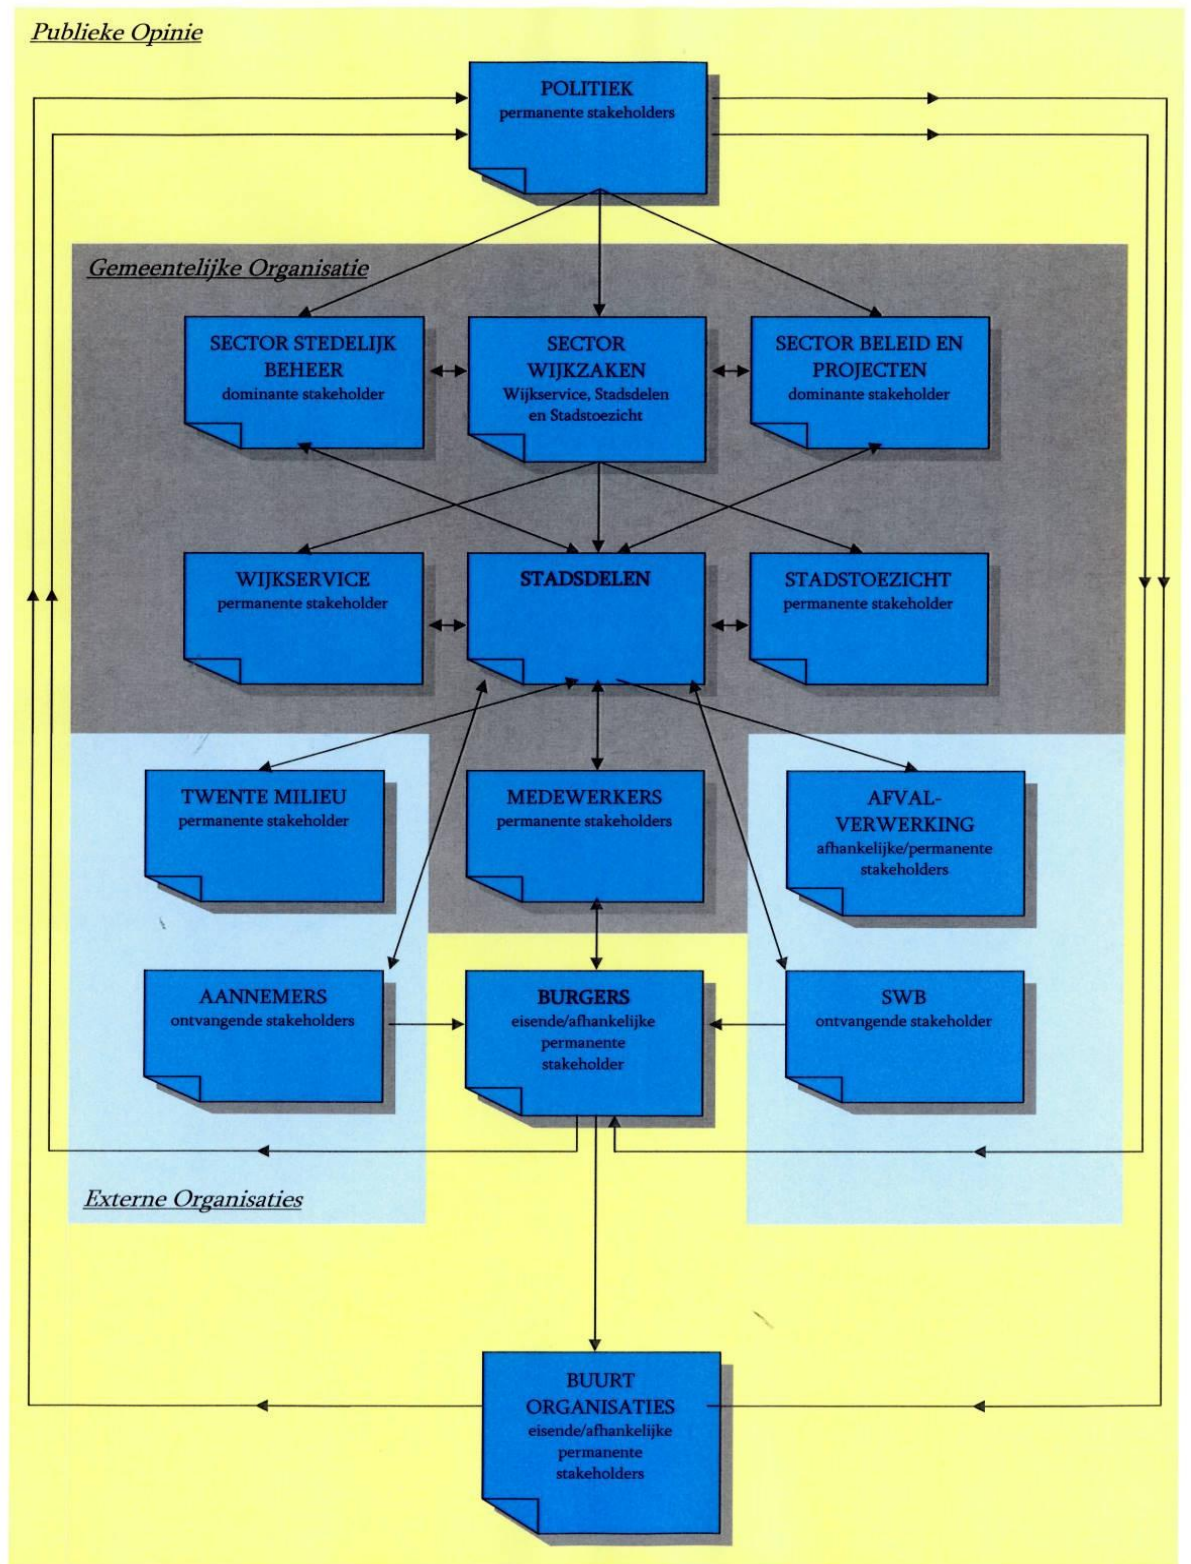 Publieke Opinie
POLITIEK
permanente stakeholders
Gemeentelijke Organisatie
SECTOR STEDELIJK
BEHEER
dominante stakeholder
SECTOR
WIJKZAKEN
Wijkservice, Stadsdelen
en Stadstoezicht
SECTOR BELEID EN
PROJECTEN
dominante stakeholder
WIJKSERVICE
permanente stakeholder
STADSDELEN
STADSTOEZICHT
permanente stakeholder
TWENTE MILIEU
permanente stakeholder
MEDEWERKERS
permanente stakeholders
AFVAL-
VERWERKING
afhankelijke/permanente
stakeholders
AANNEMERS
ontvangende stakeholders
BURGERS
eisende/afhankelijke
permanente
stakeholder
SWB
ontvangende stakeholder
Externe Organisaties
BUURT
ORGANISATIES
eisende/afhankelijke
permanente
stakeholders